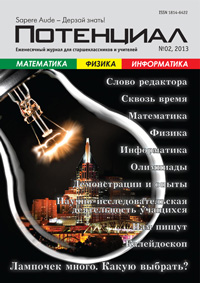 ISSN 1814-6422
Sapere Aude – Дерзай знать!
Потенциал
Ежемесячный журнал для старшеклассников и учителей
№02, 2013
МАТЕМАТИКА ФИЗИКА ИНФОРМАТИКА
Слово редактора
Сквозь время
Математика
Физика
Информатика
Олимпиады
Демонстрации и опыты
Научно-исследовательская
деятельность учащихся
Нам пишут
Калейдоскоп
Лампочек много. Какую выбрать?